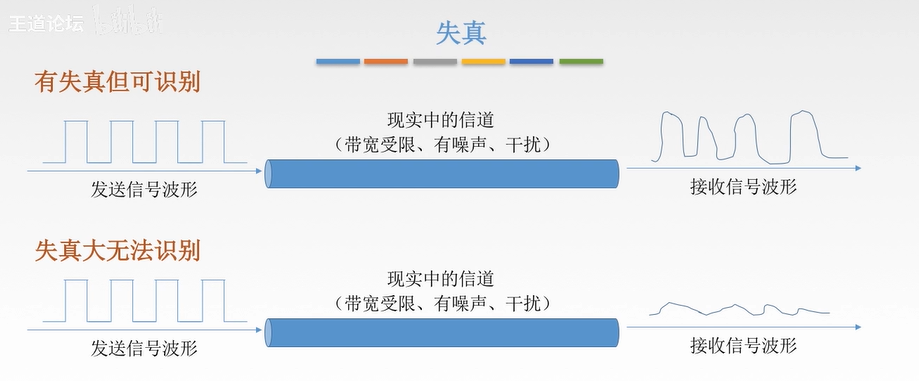 王道论坛
失真
有失真但可识别
现实中的信道
（带宽受限、有噪声、干扰）
发送信号波形
接收信号波形
失真大无法识别
现实中的信道
（带宽受限、有噪声、干扰）
发送信号波形
接收信号波形